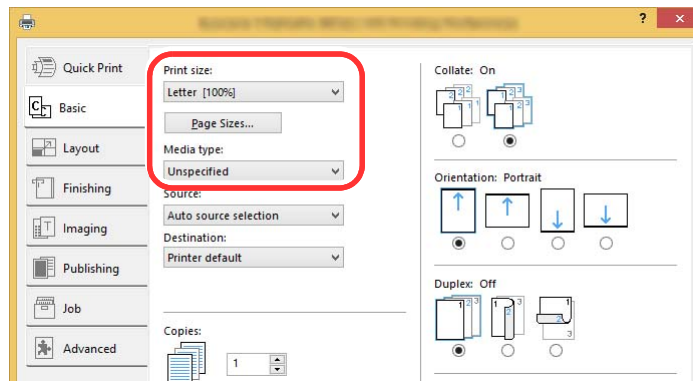 ?
Quick Print
Basic
Layout
Finishing
Imaging
Publishing
Job
Advanced
Print size:
Letter [100%]
Page Sizes...
Media type:
Unspecified
Source:
Auto source selection
Destination:
Printer default
Copies:
1
Collate: On
Orientation: Portrait
Duplex: Off